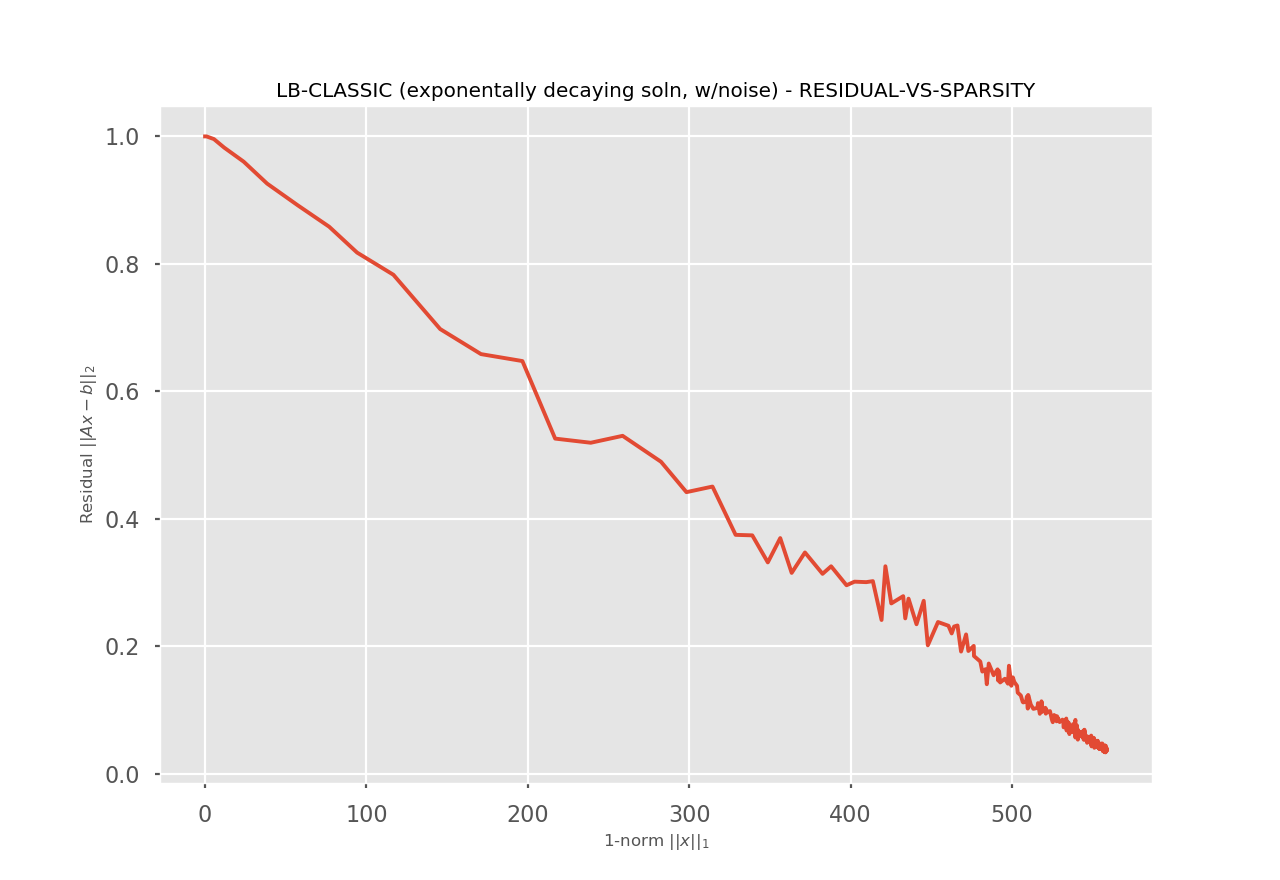 LB-CLASSIC (exponentially decaying soln, w/noise) - RESIDUAL-VS-SPARSITY
1.0
0.8
0.6
0.4
0.2
0.0
Residual ||Ax − b||₂
0 100 200 300 400 500
1-norm ||x||₁